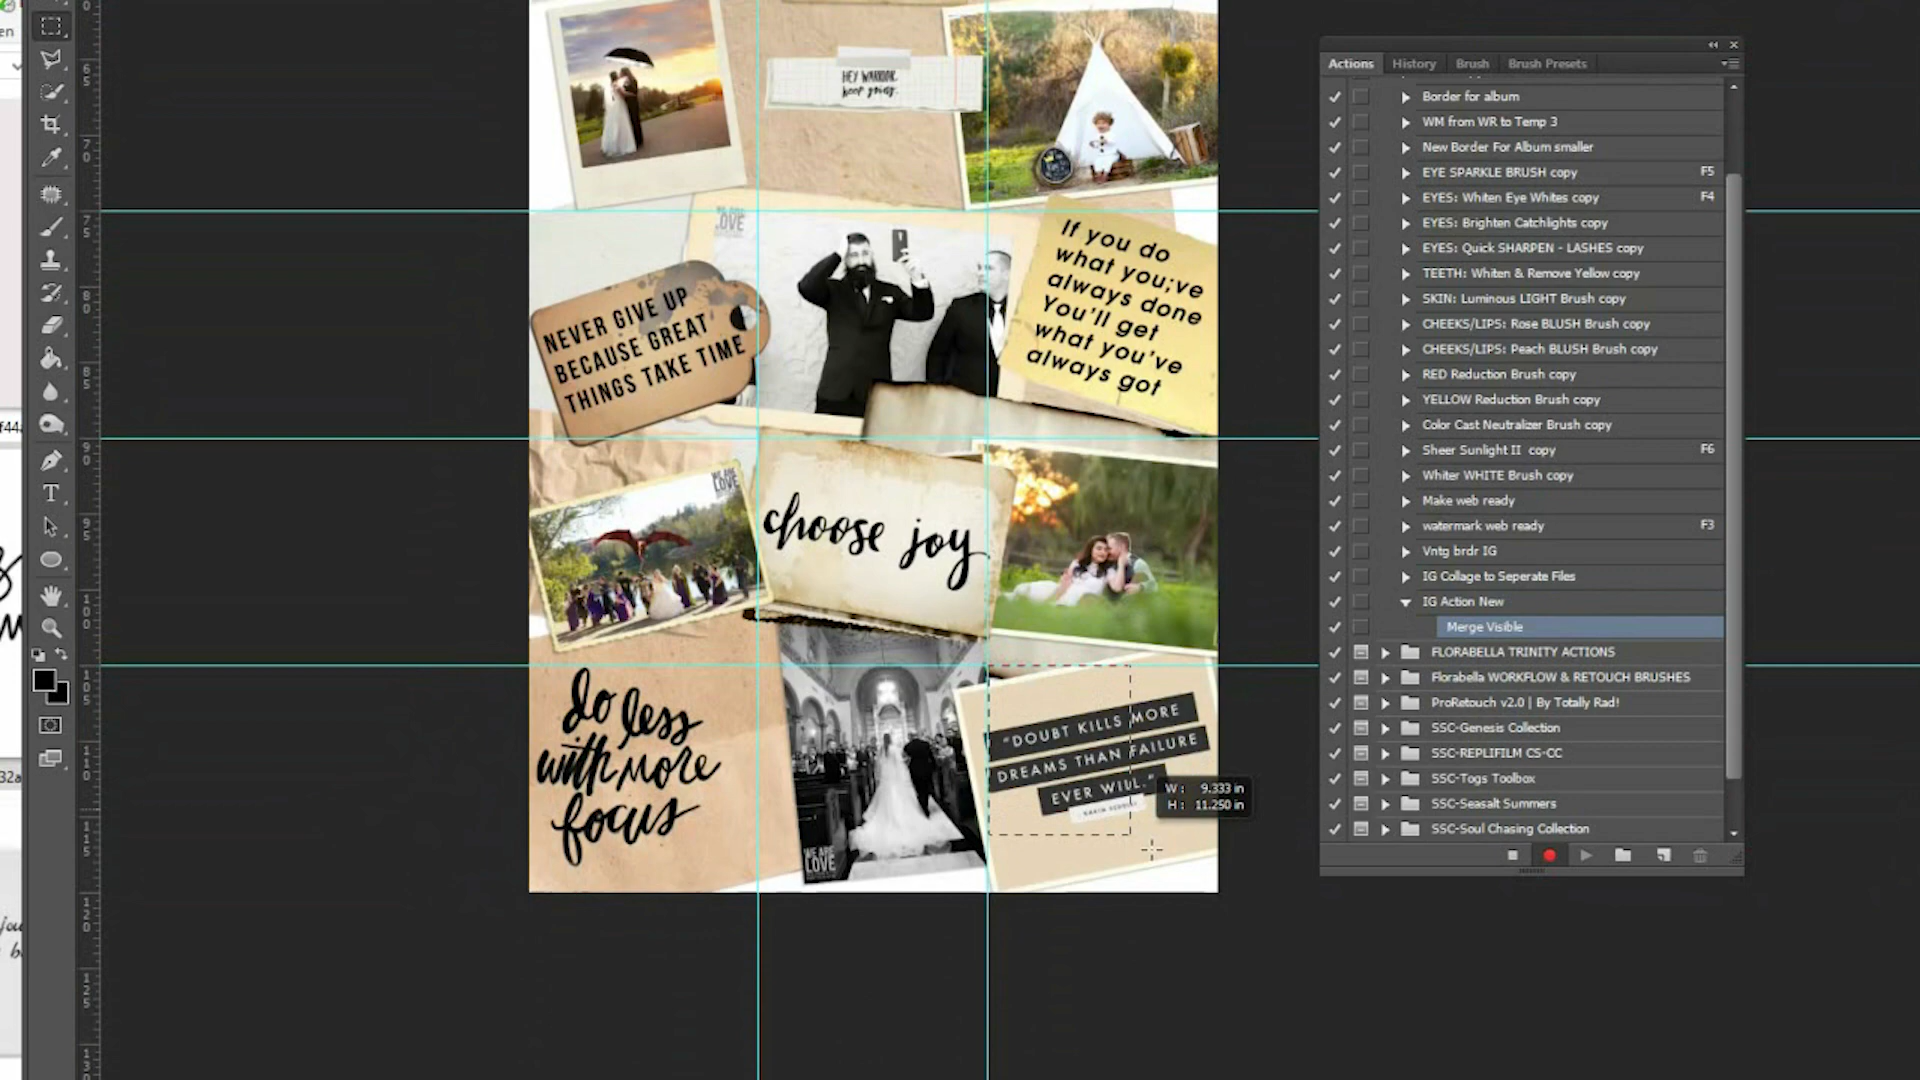 en
f44a
32a
HEY WARRIOR.
keep going.
LOVE
If you do
what you;ve
always done
You'll get
what you've
always got
NEVER GIVE UP
BECAUSE GREAT
THINGS TAKE TIME
WE ARE
LOVE
choose joy
do less
with more
focus
WE ARE
LOVE
"DOUBT KILLS MORE
DREAMS THAN FAILURE
EVER WILL."
W: 9.333 in
H: 11.250 in
Actions History Brush Brush Presets
Border for album
WM from WR to Temp 3
New Border For Album smaller
EYE SPARKLE BRUSH copy F5
EYES: Whiten Eye Whites copy F4
EYES: Brighten Catchlights copy
EYES: Quick SHARPEN - LASHES copy
TEETH: Whiten & Remove Yellow copy
SKIN: Luminous LIGHT Brush copy
CHEEKS/LIPS: Rose BLUSH Brush copy
CHEEKS/LIPS: Peach BLUSH Brush copy
RED Reduction Brush copy
YELLOW Reduction Brush copy
Color Cast Neutralizer Brush copy
Sheer Sunlight II copy F6
Whiter WHITE Brush copy
Make web ready
watermark web ready F3
Vntg brdr IG
IG Collage to Seperate Files
IG Action New
Merge Visible
FLORABELLA TRINITY ACTIONS
Florabella WORKFLOW & RETOUCH BRUSHES
ProRetouch v2.0 | By Totally Rad!
SSC-Genesis Collection
SSC-REPLIFILM CS-CC
SSC-Togs Toolbox
SSC-Seasalt Summers
SSC-Soul Chasing Collection